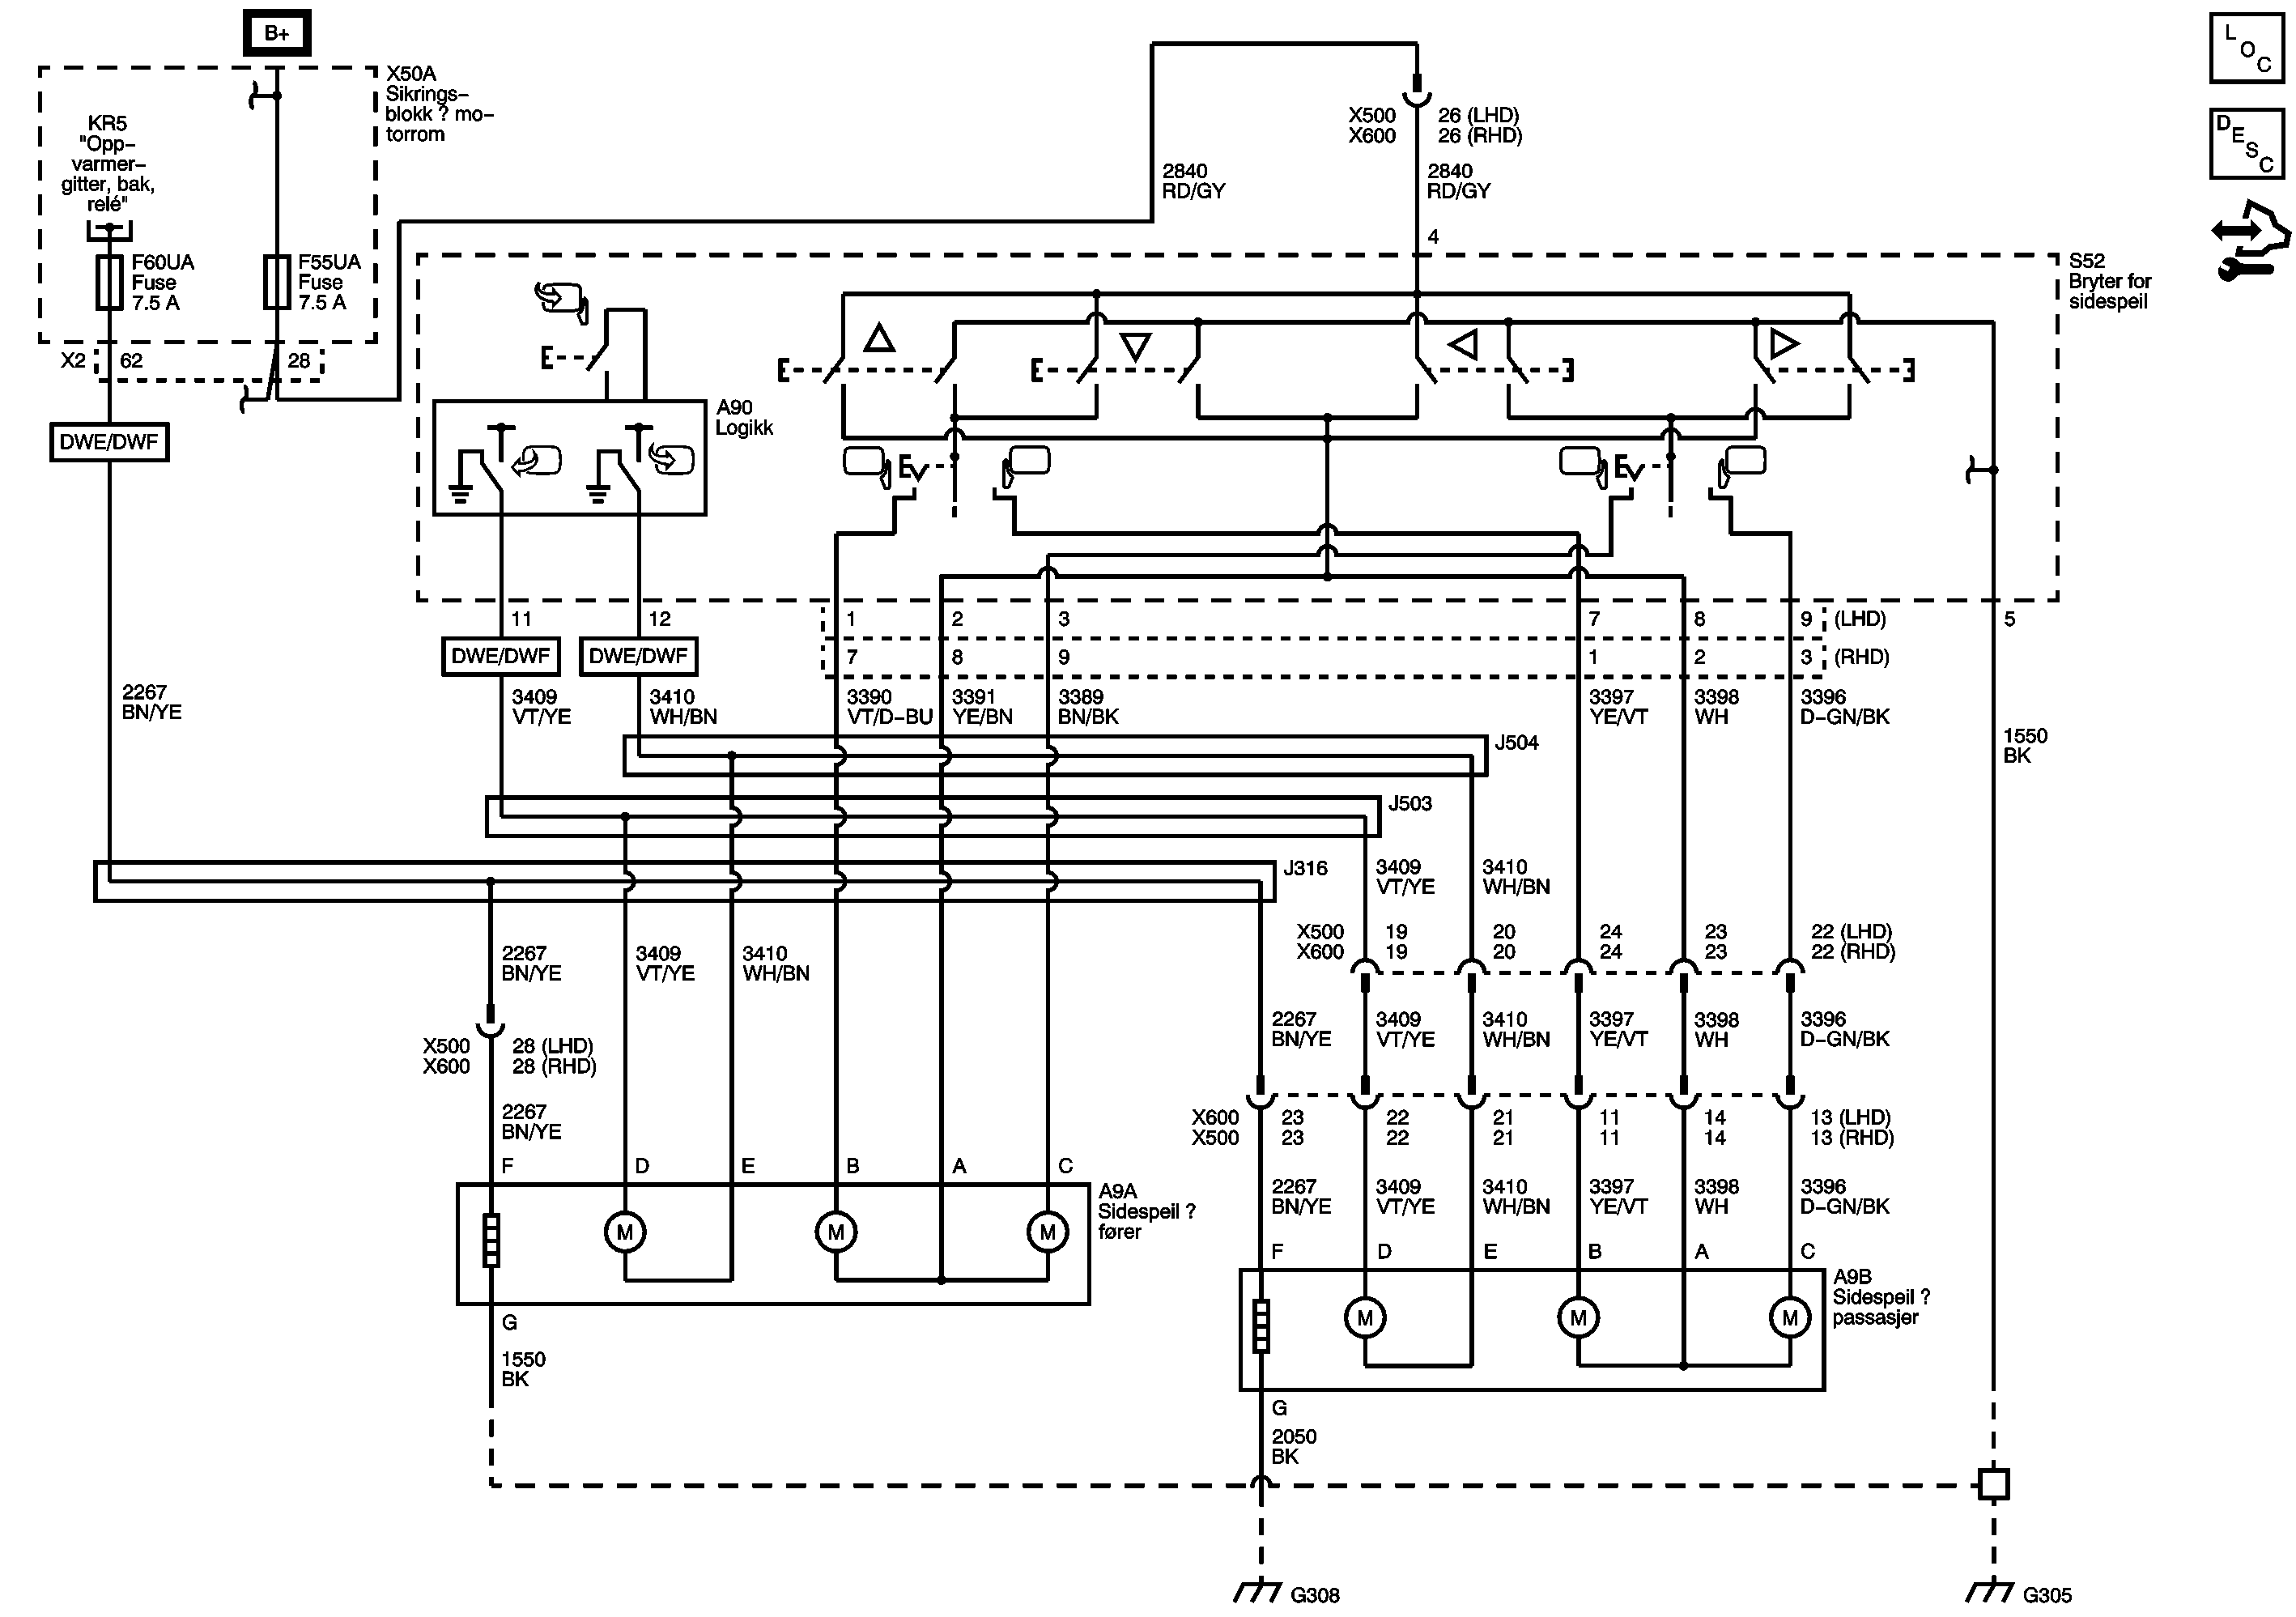 B+
X50A
Sikrings–
blokk ? mo–
torrom
KR5
"Opp–
varmer–
gitter, bak,
relé"
F60UA
Fuse
7.5 A
F55UA
Fuse
7.5 A
X2
62
28
DWE/DWF
2267
BN/YE
L
O
C
D
E
S
C
X500 26 (LHD)
X600 26 (RHD)
2840
RD/GY
2840
RD/GY
4
S52
Bryter for
sidespeil
A90
Logikk
E
E
11 12 1 2 3 7 8 9 (LHD) 5
DWE/DWF DWE/DWF 7 8 9 1 2 3 (RHD)
3409 3410 3390 3391 3389 3397 3398 3396
VT/YE WH/BN VT/D–BU YE/BN BN/BK YE/VT WH D–GN/BK
1550
BK
J504
J503
J316
3409 3410
VT/YE WH/BN
X500 19 20 24 23 22 (LHD)
X600 19 20 24 23 22 (RHD)
2267 3409 3410
BN/YE VT/YE WH/BN
2267 3409 3410 3397 3398 3396
BN/YE VT/YE WH/BN YE/VT WH D–GN/BK
X500 28 (LHD)
X600 28 (RHD)
2267
BN/YE
X600 23 22 21 11 14 13 (LHD)
X500 23 22 21 11 14 13 (RHD)
F D E B A C
A9A
Sidespeil ?
fører
M M M
2267 3409 3410 3397 3398 3396
BN/YE VT/YE WH/BN YE/VT WH D–GN/BK
F D E B A C
A9B
Sidespeil ?
passasjer
M M M
G
1550
BK
G
2050
BK
G308
G305